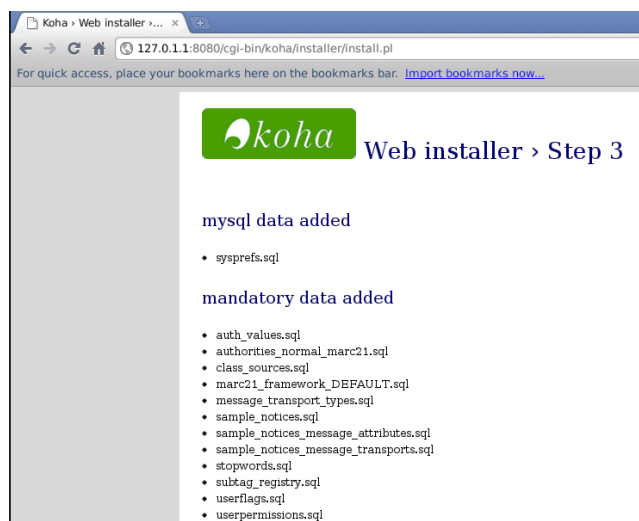 Koha › Web installer ›...
127.0.1.1:8080/cgi-bin/koha/installer/install.pl
For quick access, place your bookmarks here on the bookmarks bar. Import bookmarks now...
koha Web installer › Step 3
mysql data added
• sysprefs.sql
mandatory data added
• auth_values.sql
• authorities_normal_marc21.sql
• class_sources.sql
• marc21_framework_DEFAULT.sql
• message_transport_types.sql
• sample_notices.sql
• sample_notices_message_attributes.sql
• sample_notices_message_transports.sql
• stopwords.sql
• subtag_registry.sql
• userflags.sql
• userpermissions.sql